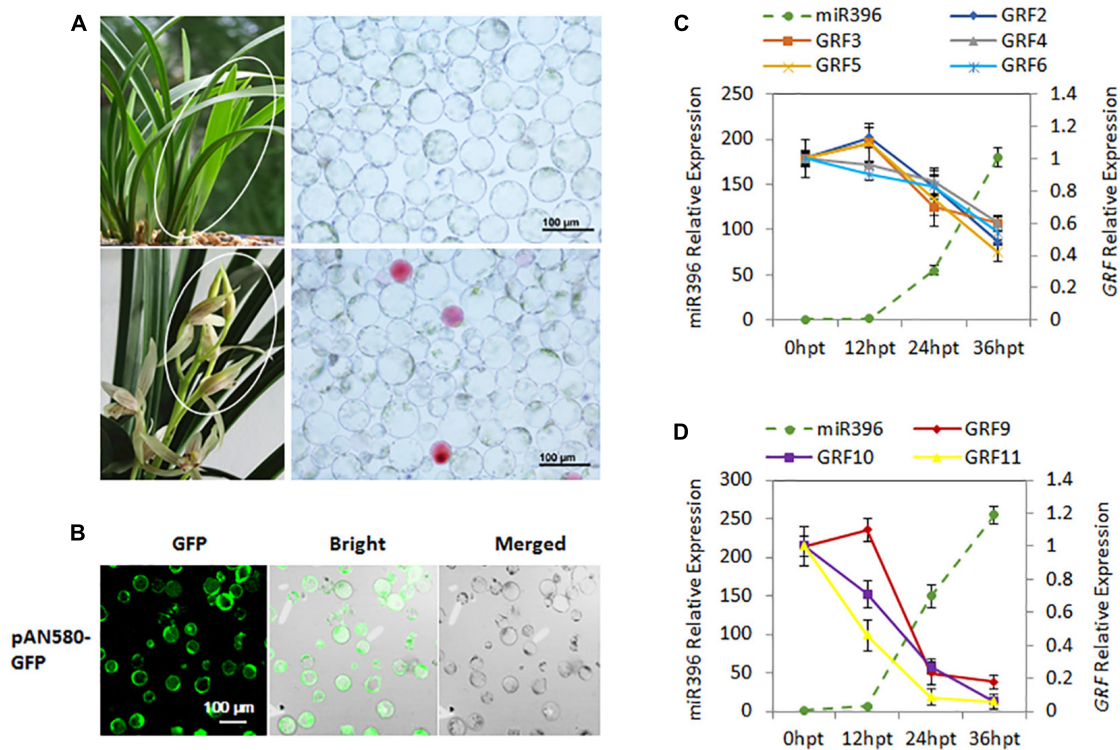 A
100 µm
100 µm
B
GFP Bright Merged
pAN580-
GFP
100 µm
C
miR396 GRF2
GRF3 GRF4
GRF5 GRF6
miR396 Relative Expression
250
200
150
100
50
0
0hpt 12hpt 24hpt 36hpt
1.4
1.2
1
0.8
0.6
0.4
0.2
0
GRF Relative Expression
D
miR396 GRF9
GRF10 GRF11
miR396 Relative Expression
300
250
200
150
100
50
0
0hpt 12hpt 24hpt 36hpt
1.4
1.2
1
0.8
0.6
0.4
0.2
0
GRF Relative Expression